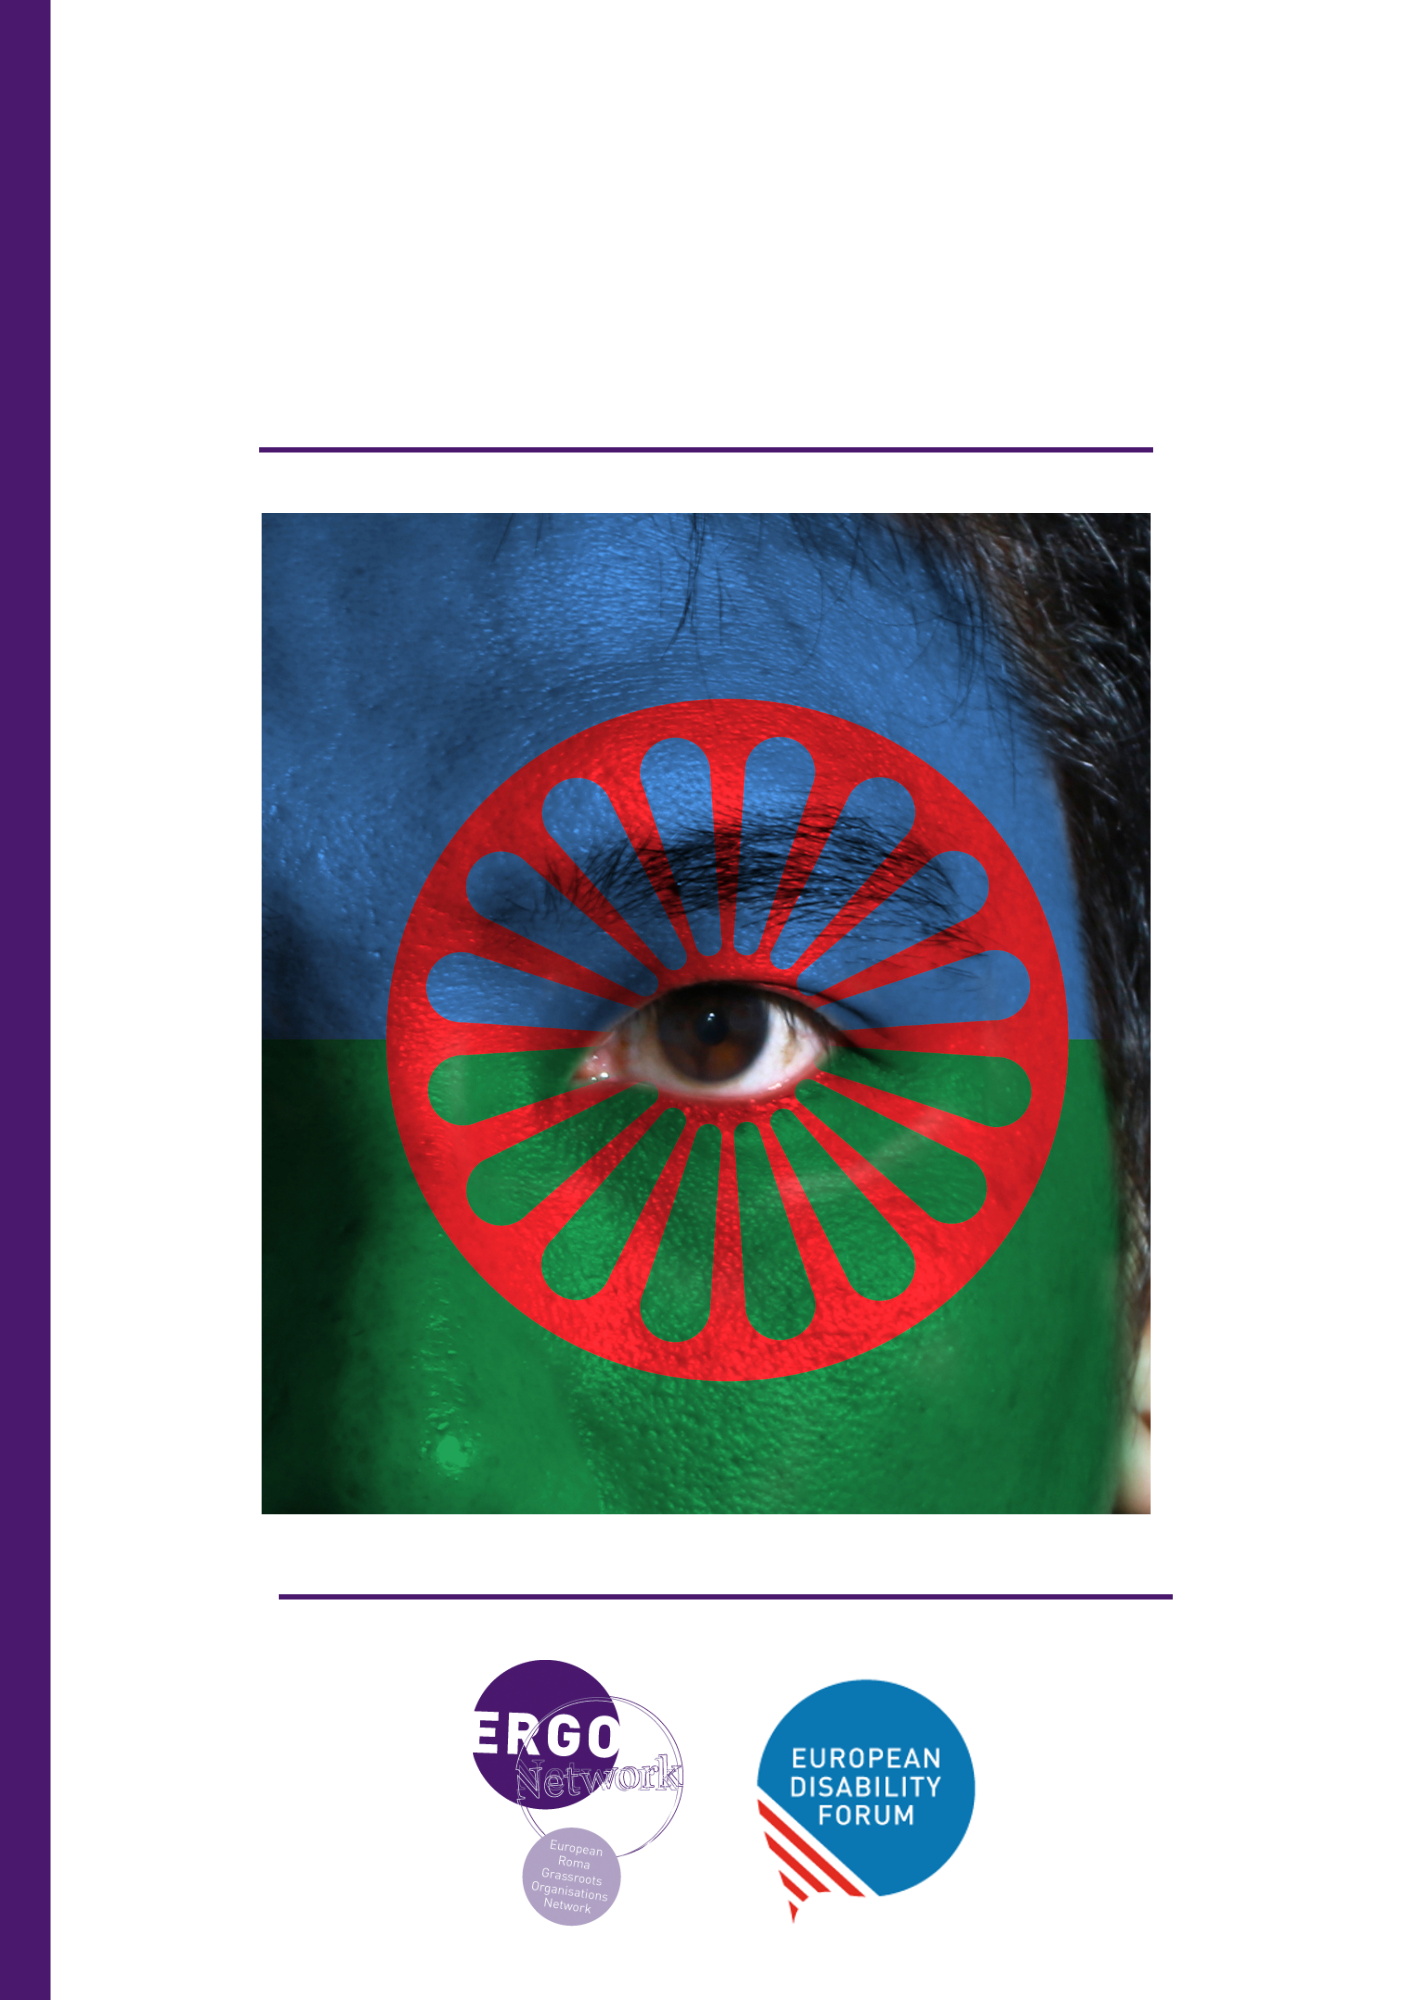 ERGO
Network
European
Roma
Grassroots
Organisations
Network
EUROPEAN
DISABILITY
FORUM